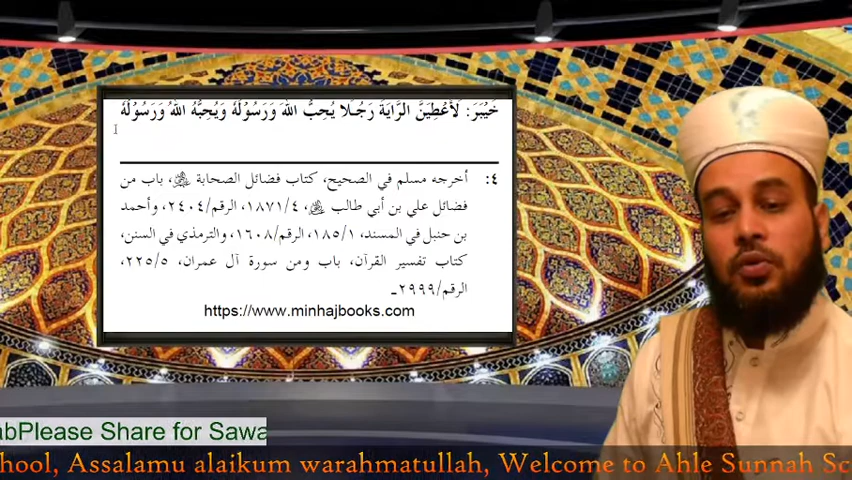 خَيْبَرَ: لَأُعْطِيَنَّ الرَّايَةَ رَجُـلًا يُحِبُّ اللهَ وَرَسُوْلَهٗ وَيُحِبُّهُ اللهُ وَرَسُوْلُهٗ
٤: أخرجه مسلم في الصحيح، كتاب فضائل الصحابة ﷺ، باب من
فضائل علي بن أبي طالب ﷺ، ٤/١٨٧١، الرقم/٢٤٠٤، وأحمد
بن حنبل في المسند، ١/١٨٥، الرقم/١٦٠٨، والترمذي في السنن،
كتاب تفسير القرآن، باب ومن سورة آل عمران، ٥/٢٢٥،
الرقم/٢٩٩٩ـ
https://www.minhajbooks.com
abPlease Share for Sawa
hool, Assalamu alaikum warahmatullah, Welcome to Ahle Sunnah Sc